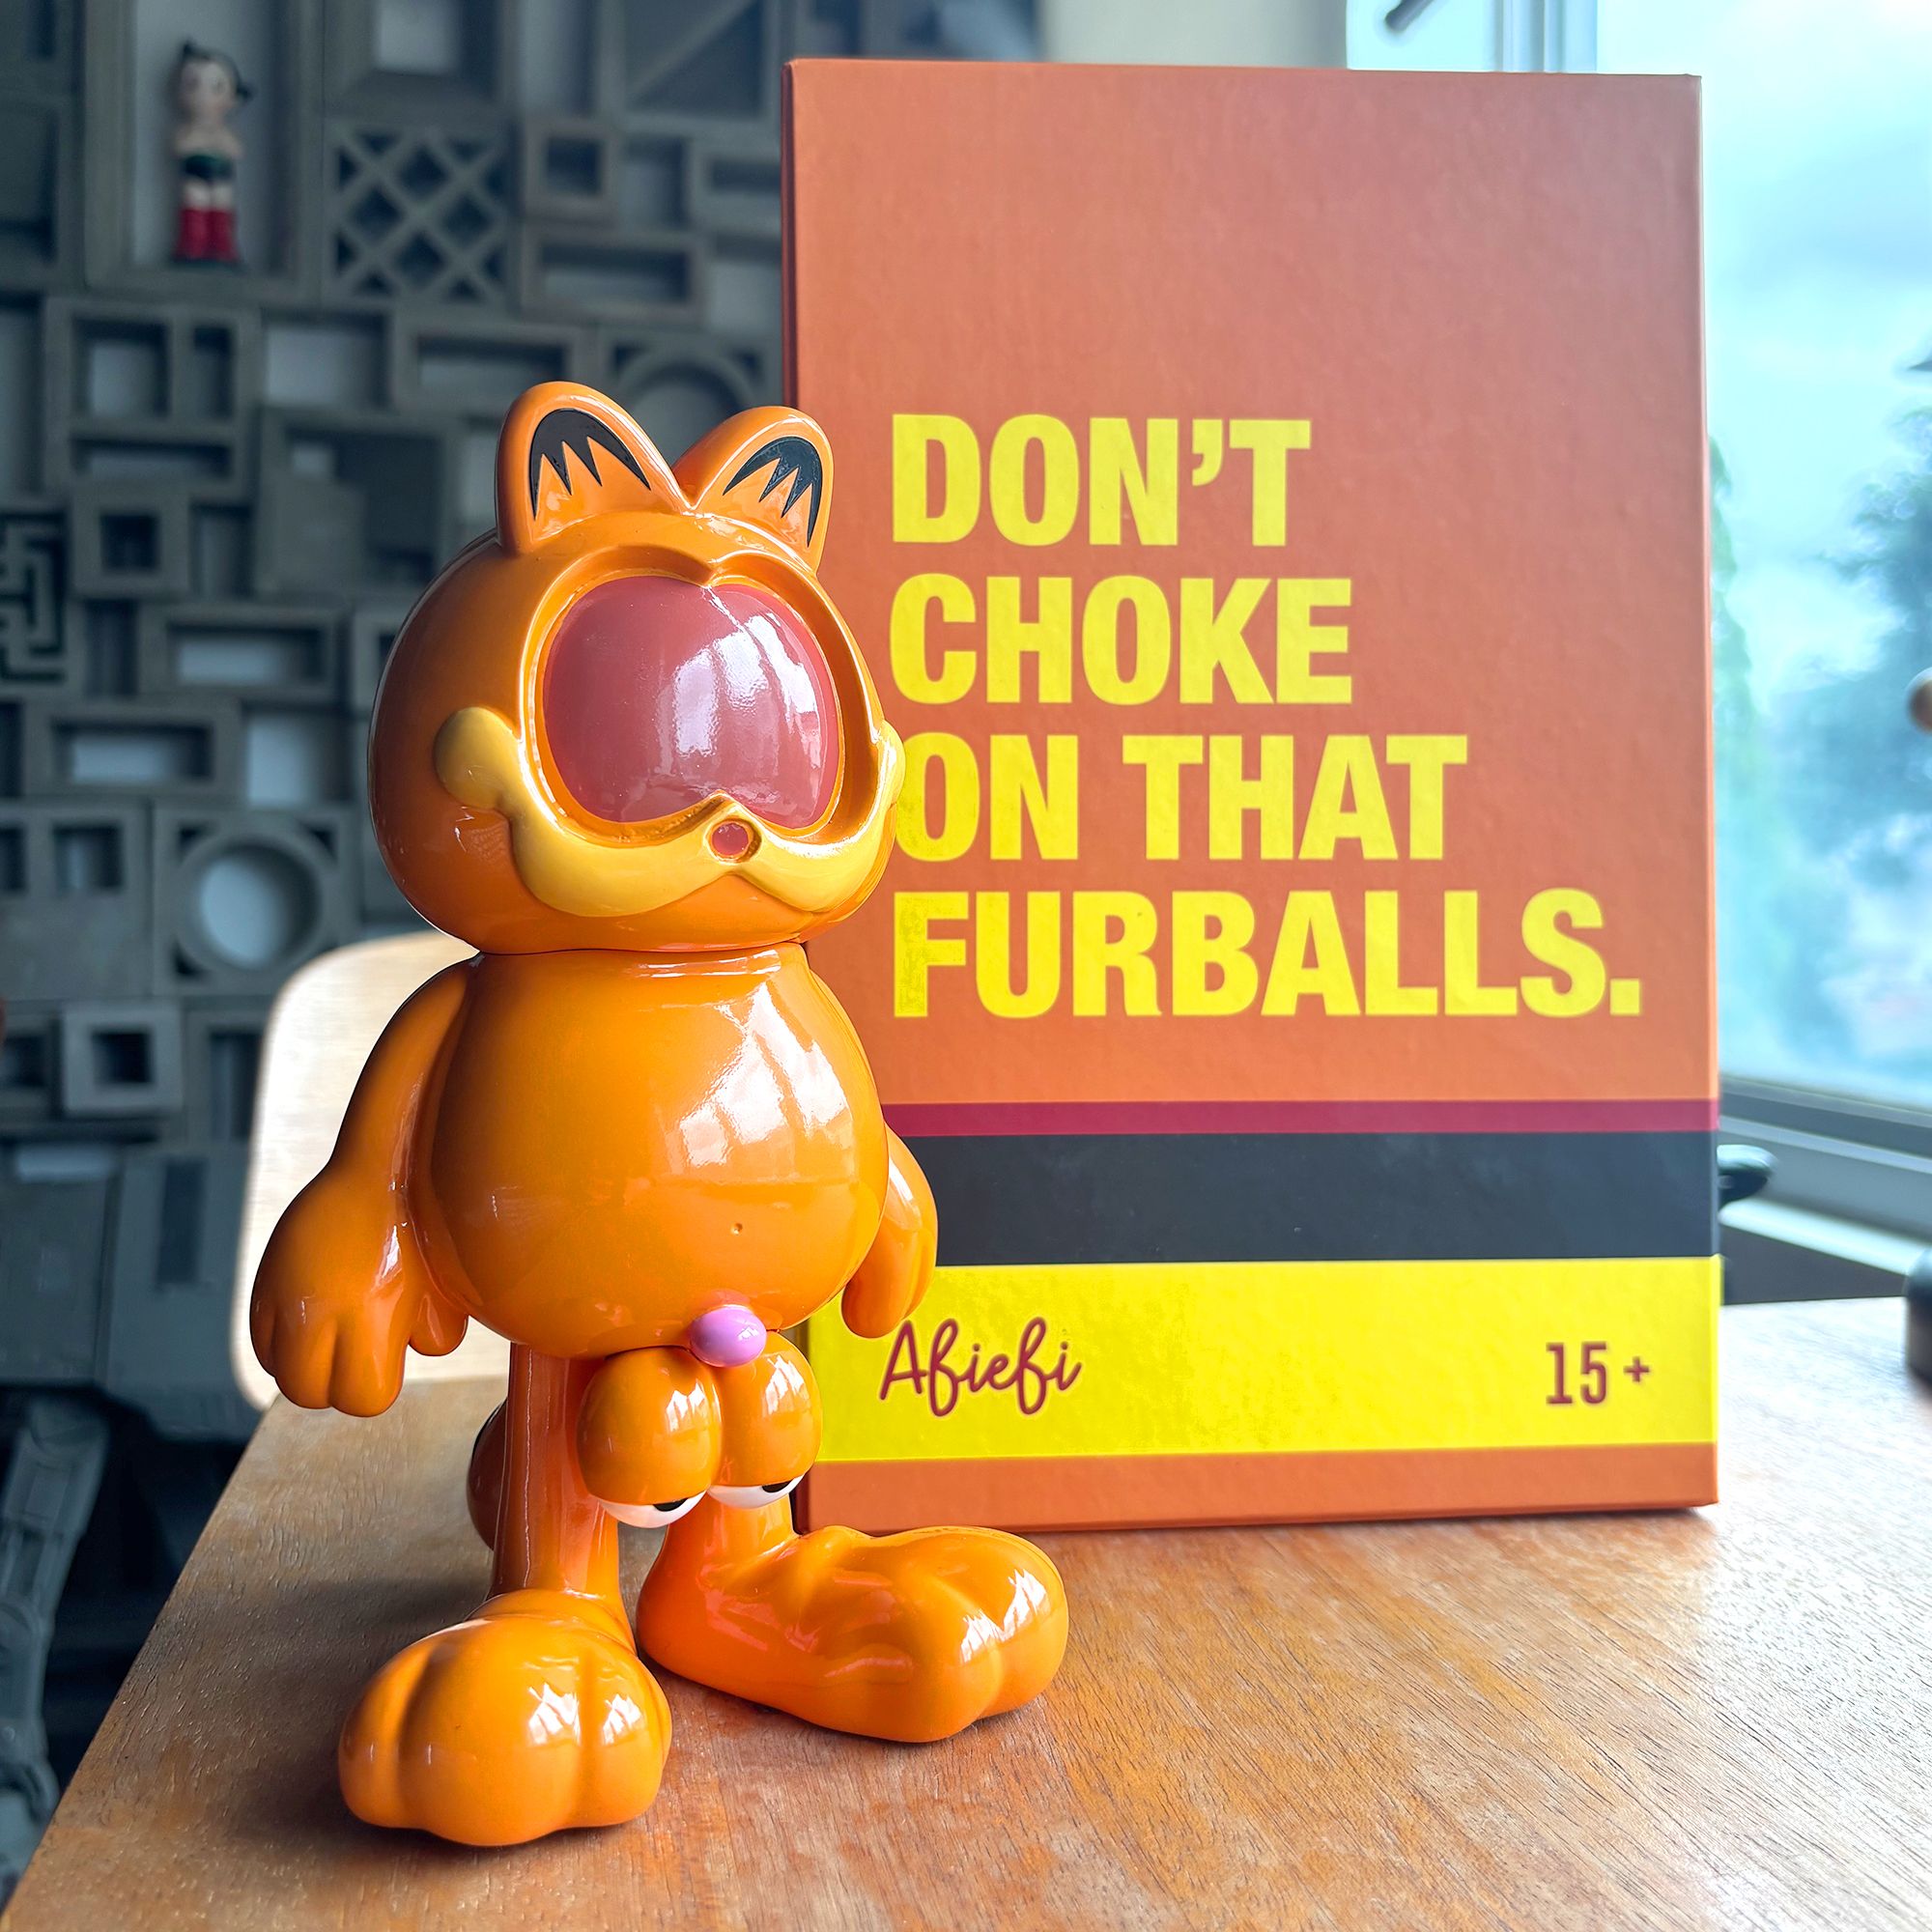 DON'T
CHOKE
ON THAT
FURBALLS.
Afiefi
15+